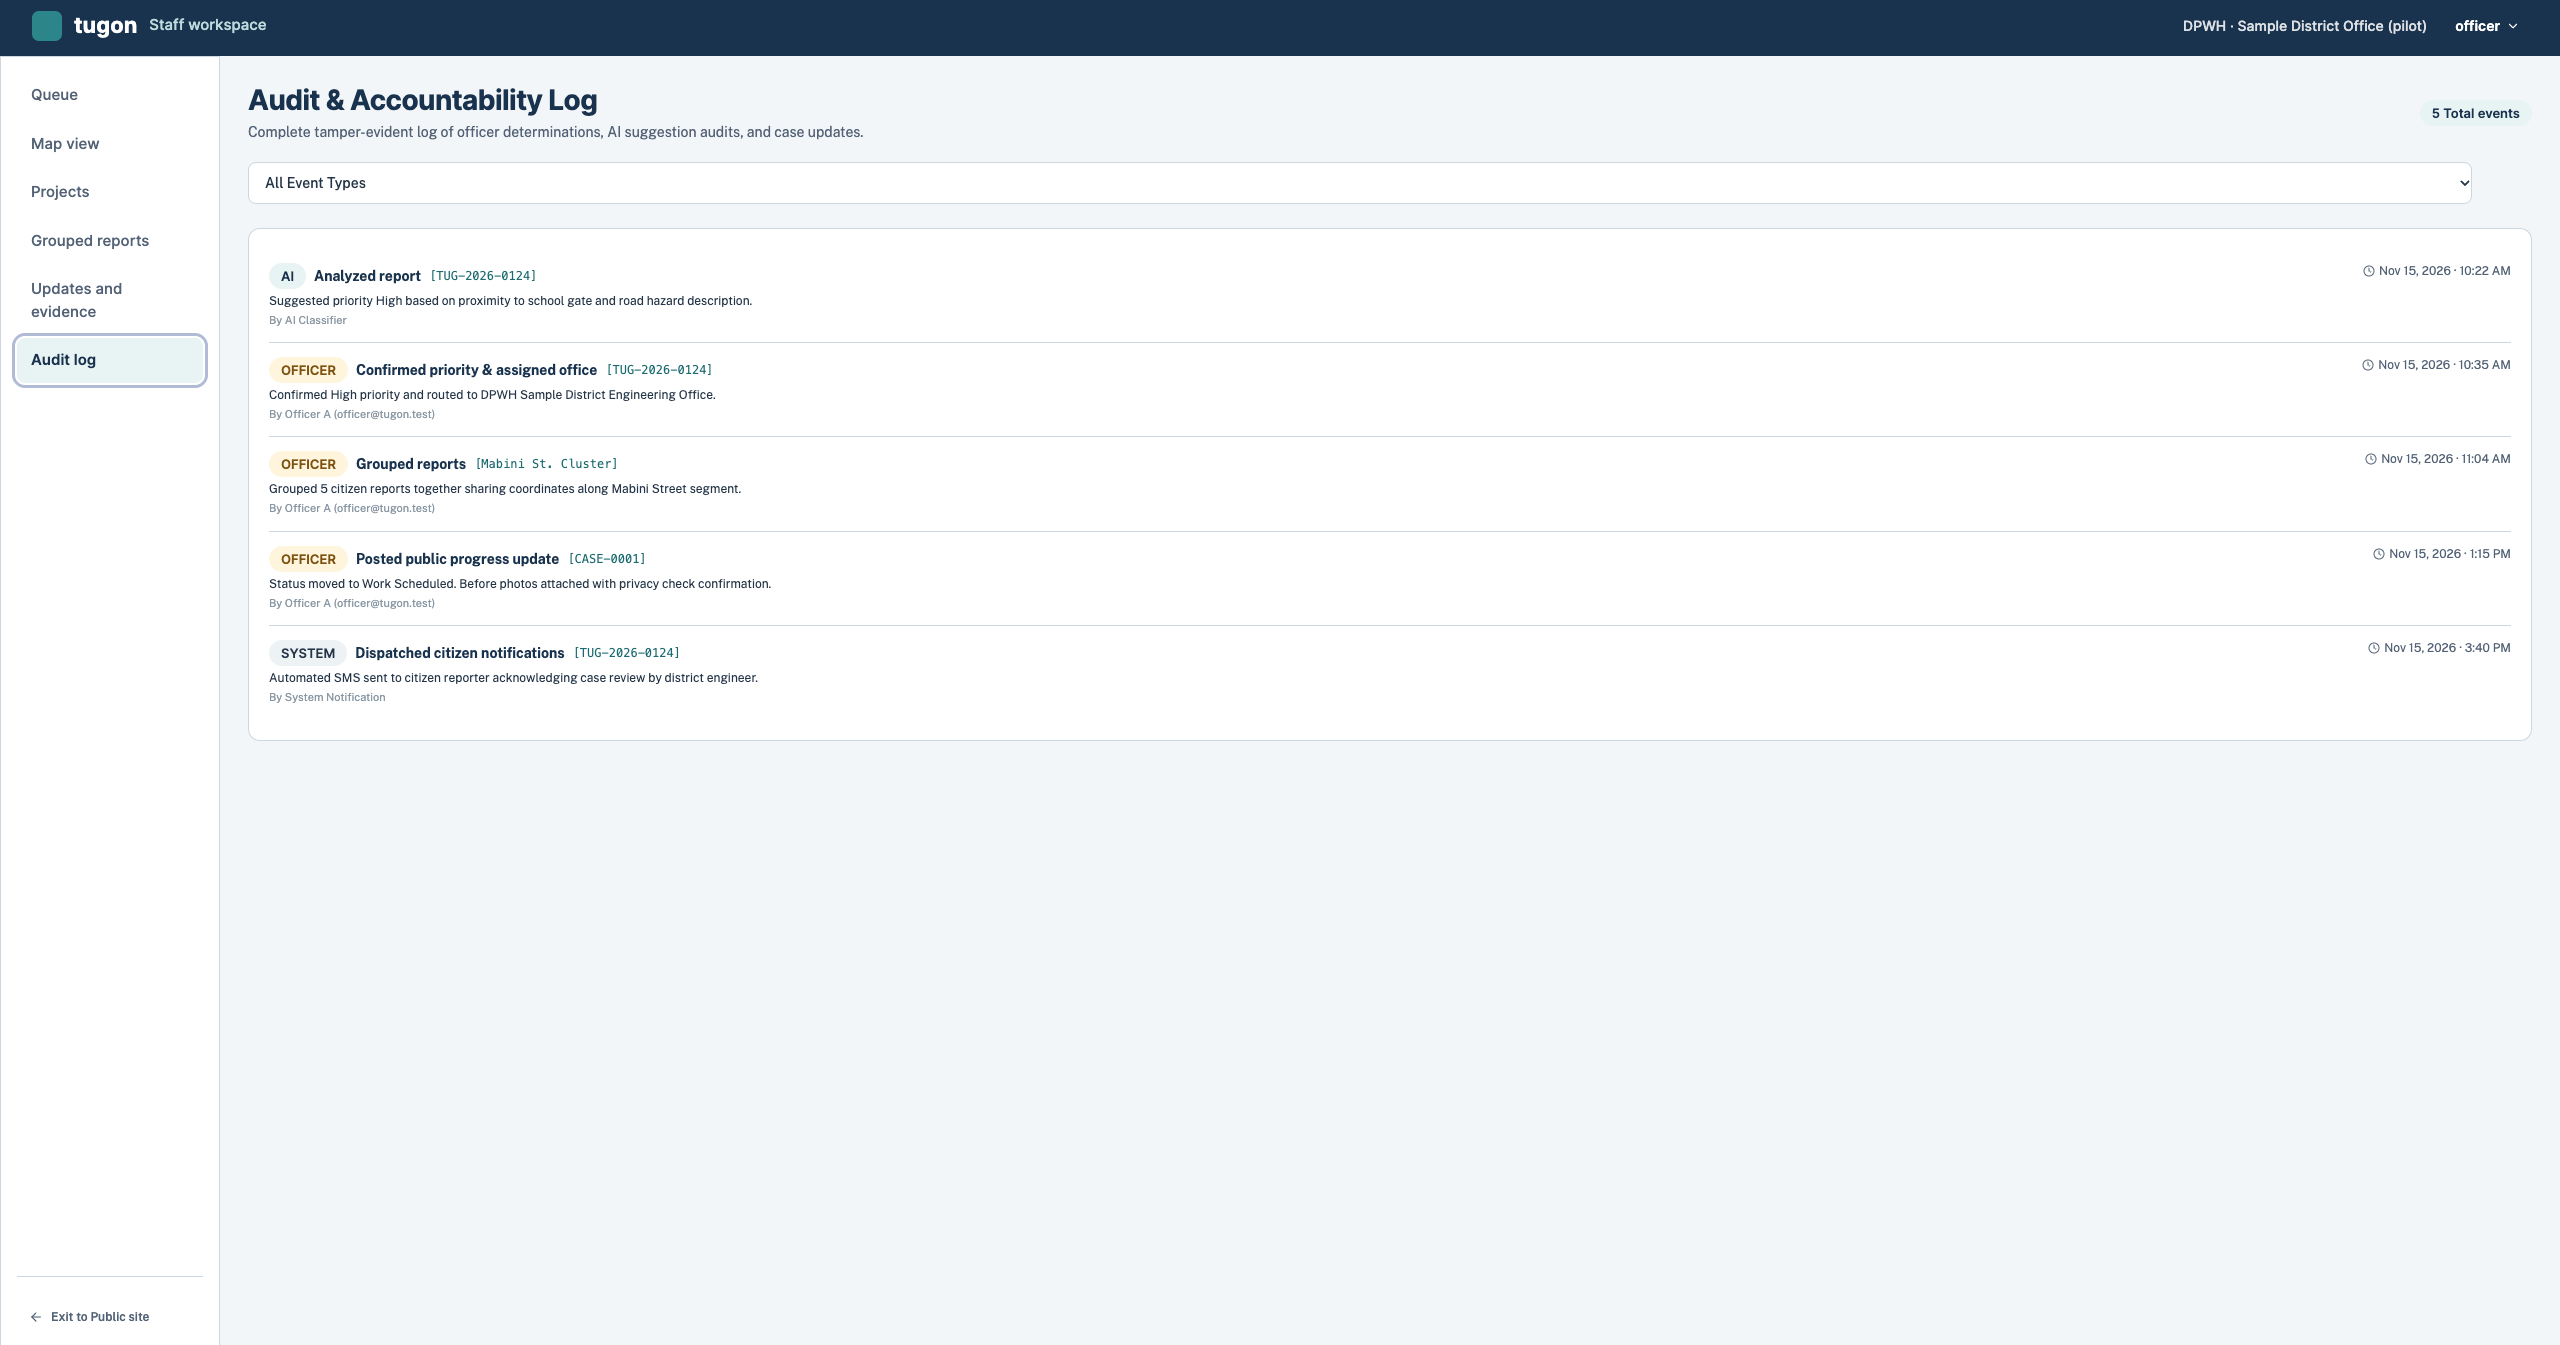 tugon Staff workspace
DPWH · Sample District Office (pilot) officer
Queue
Map view
Projects
Grouped reports
Updates and
evidence
Audit log
Exit to Public site
Audit & Accountability Log
Complete tamper-evident log of officer determinations, AI suggestion audits, and case updates.
5 Total events
All Event Types
AI Analyzed report [TUG-2026-0124]
Nov 15, 2026 · 10:22 AM
Suggested priority High based on proximity to school gate and road hazard description.
By AI Classifier
OFFICER Confirmed priority & assigned office [TUG-2026-0124]
Nov 15, 2026 · 10:35 AM
Confirmed High priority and routed to DPWH Sample District Engineering Office.
By Officer A (officer@tugon.test)
OFFICER Grouped reports [Mabini St. Cluster]
Nov 15, 2026 · 11:04 AM
Grouped 5 citizen reports together sharing coordinates along Mabini Street segment.
By Officer A (officer@tugon.test)
OFFICER Posted public progress update [CASE-0001]
Nov 15, 2026 · 1:15 PM
Status moved to Work Scheduled. Before photos attached with privacy check confirmation.
By Officer A (officer@tugon.test)
SYSTEM Dispatched citizen notifications [TUG-2026-0124]
Nov 15, 2026 · 3:40 PM
Automated SMS sent to citizen reporter acknowledging case review by district engineer.
By System Notification